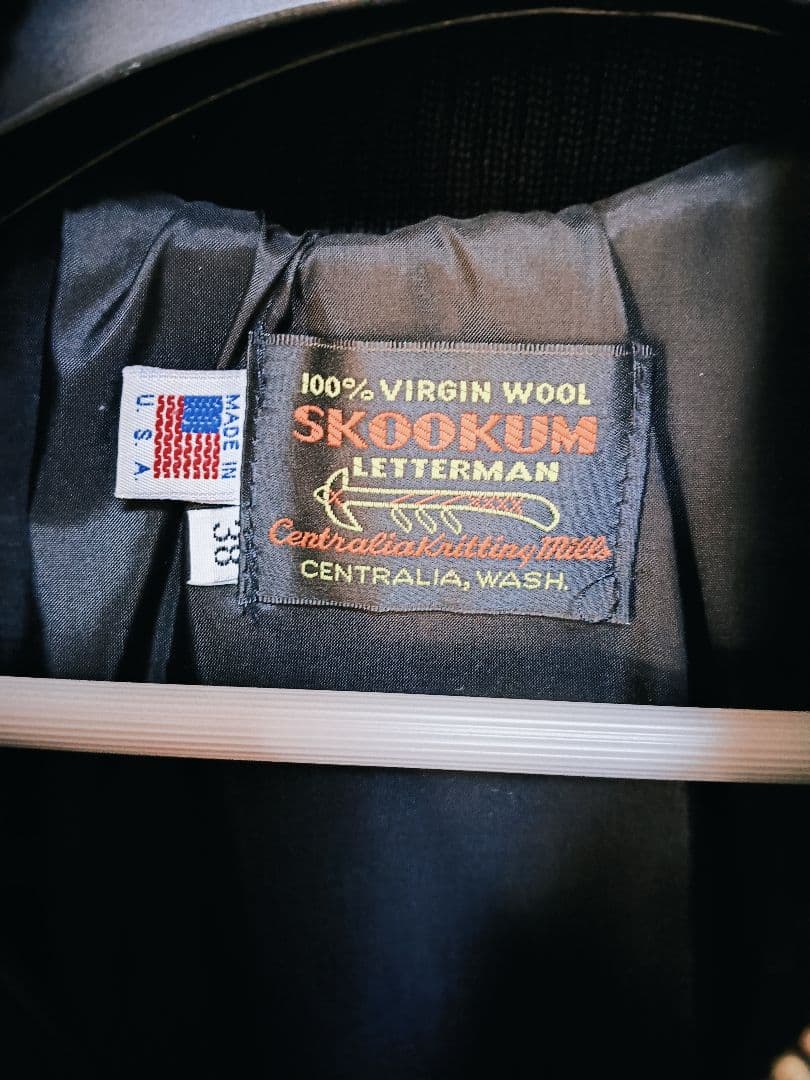 100% VIRGIN WOOL
SKOOKUM
LETTERMAN
Centralia Knitting Mills
CENTRALIA, WASH.
MADE IN
U.S.A.
38